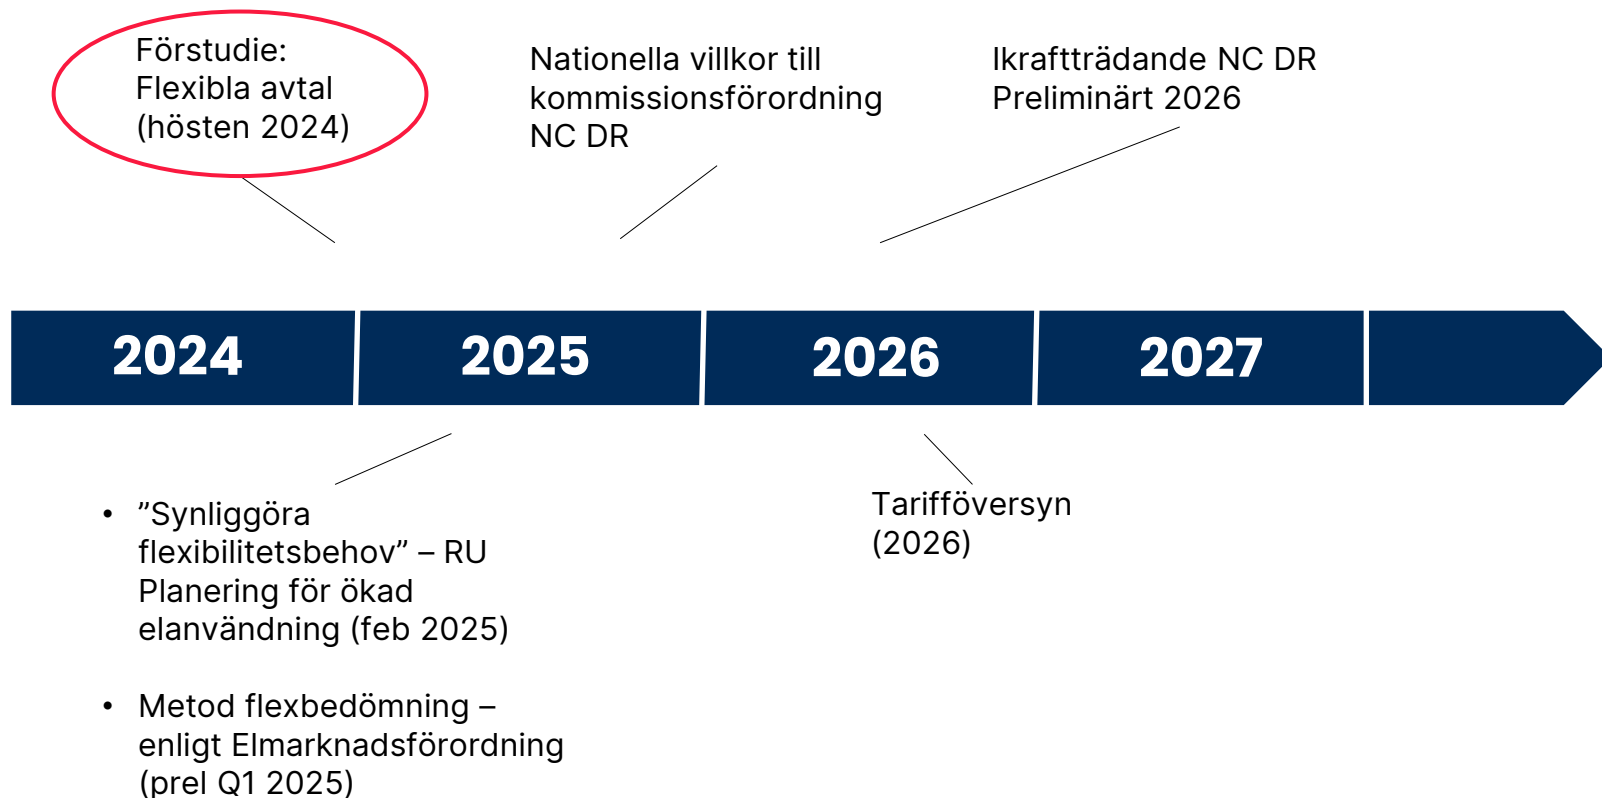 Förstudie:
Flexibla avtal
(hösten 2024)
Nationella villkor till
kommissionsförordning
NC DR
Ikraftträdande NC DR
Preliminärt 2026
2024
2025
2026
2027
• ”Synliggöra
flexibilitetsbehov” – RU
Planering för ökad
elanvändning (feb 2025)
• Metod flexbedömning –
enligt Elmarknadsförordning
(prel Q1 2025)
Tarifföversyn
(2026)